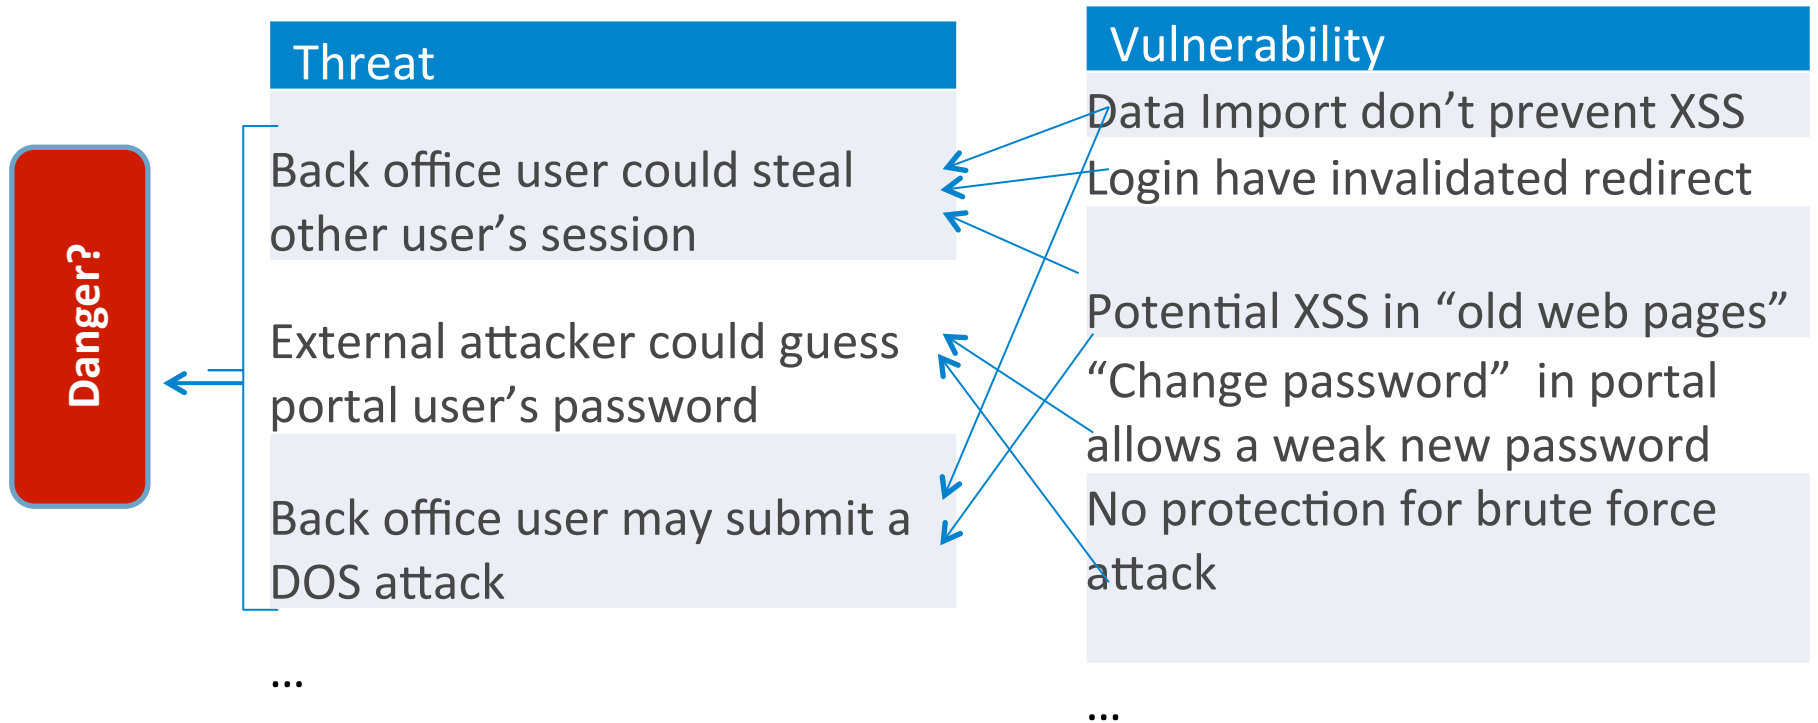 Danger?
Threat
Back office user could steal
other user’s session
External attacker could guess
portal user’s password
Back office user may submit a
DOS attack
...
Vulnerability
Data Import don’t prevent XSS
Login have invalidated redirect
Potential XSS in “old web pages”
“Change password”  in portal
allows a weak new password
No protection for brute force
attack
...